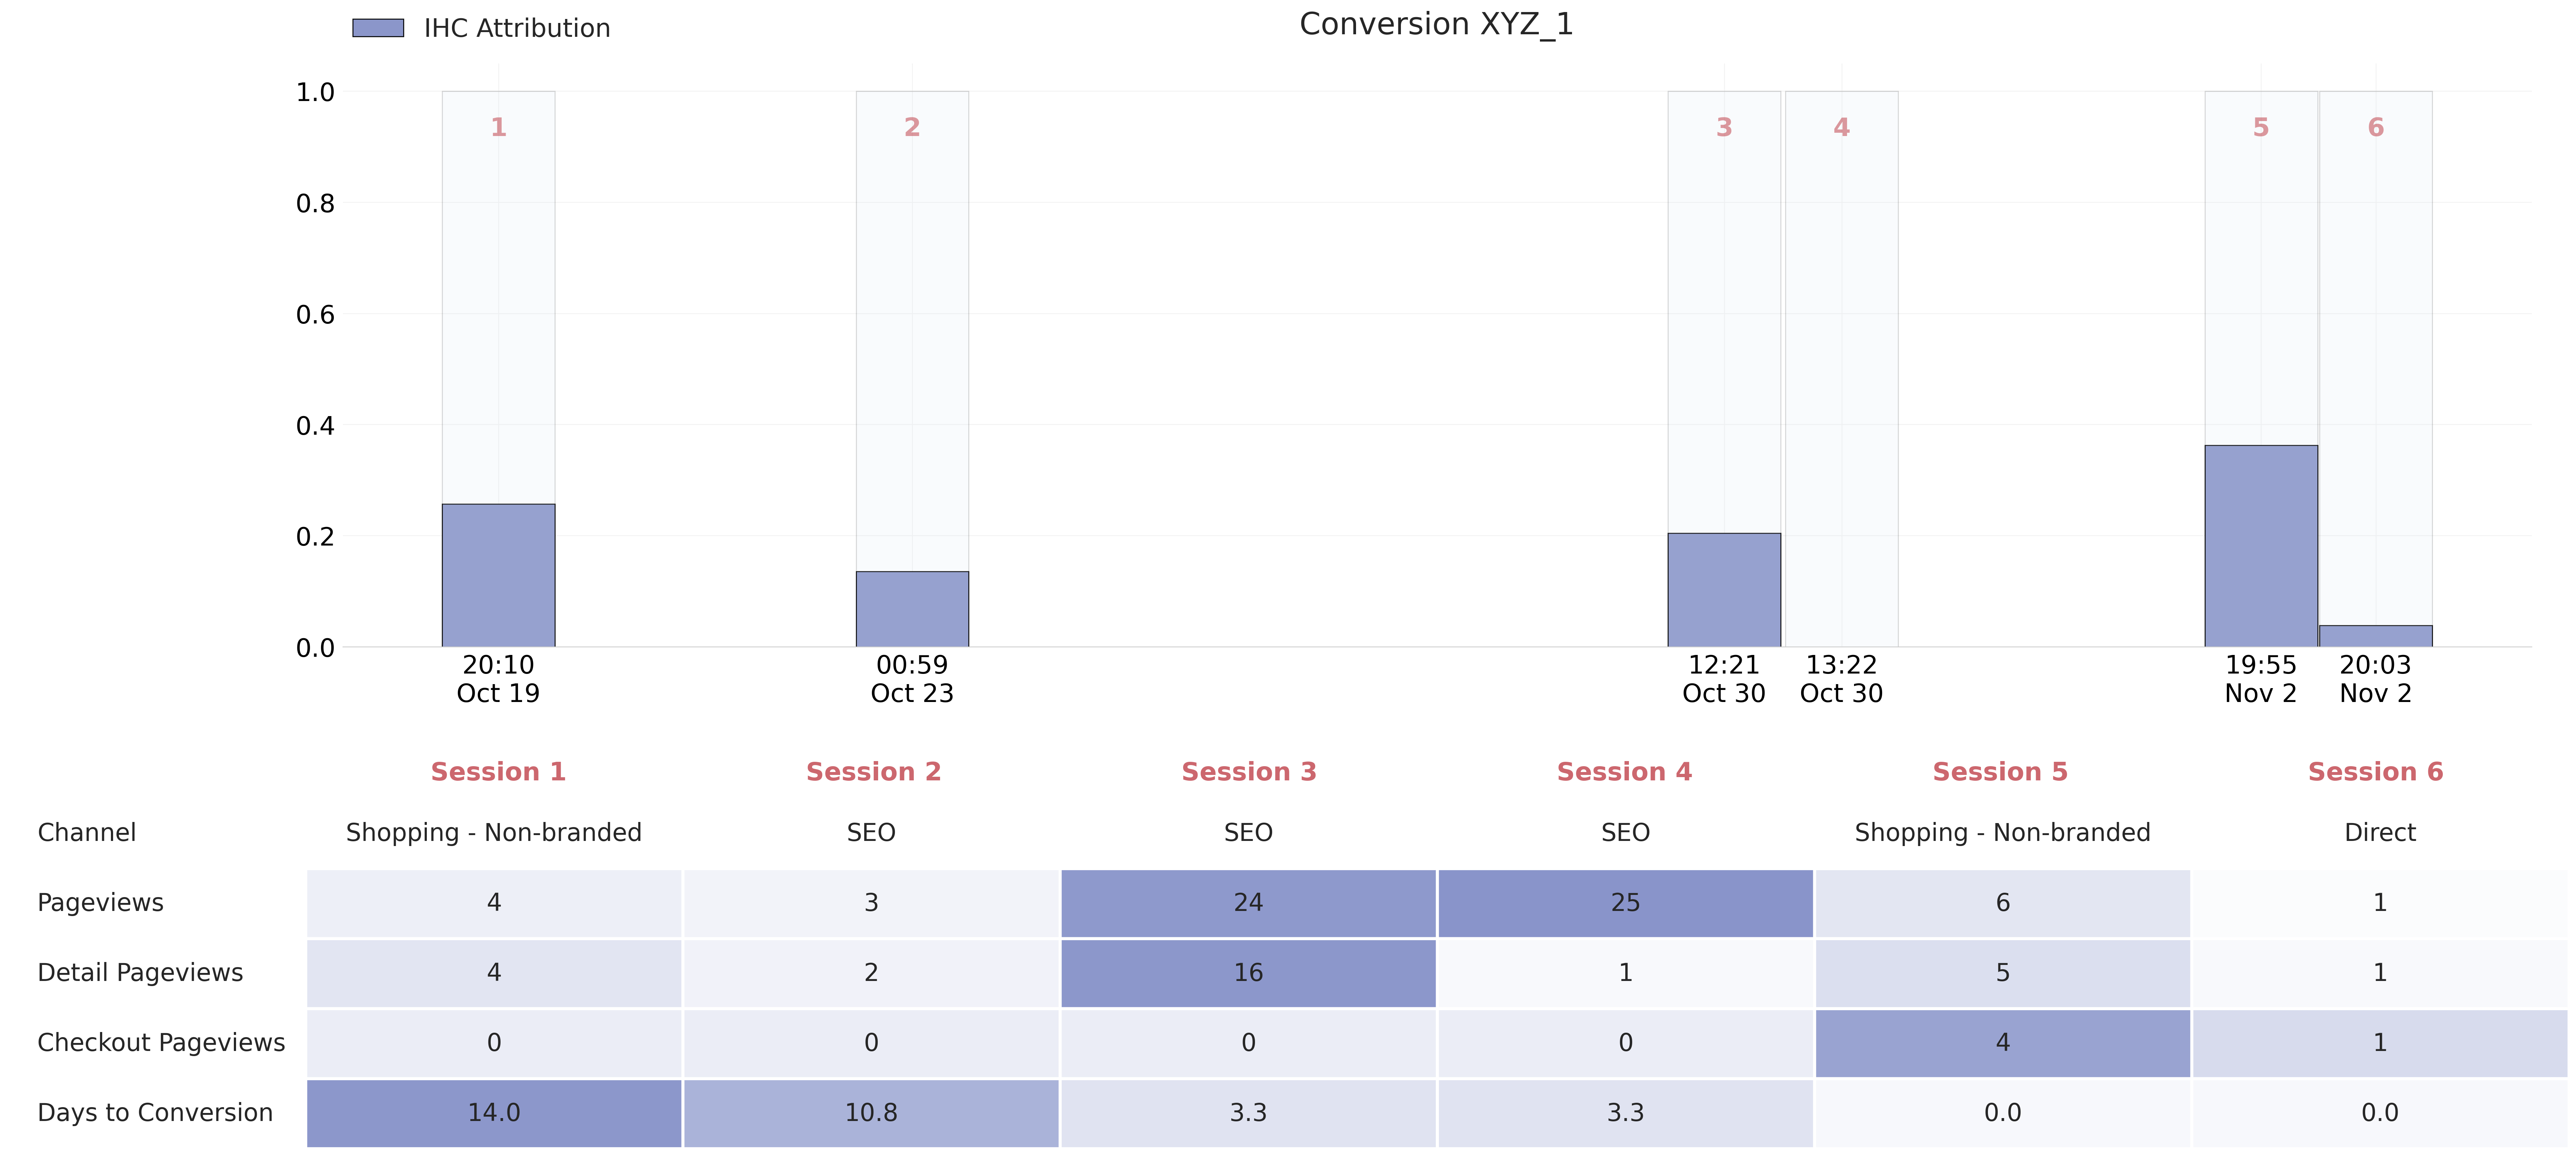 IHC Attribution
Conversion XYZ_1
1.0
0.8
0.6
0.4
0.2
0.0
1 2 3 4 5 6
20:10 00:59 12:21 13:22 19:55 20:03
Oct 19 Oct 23 Oct 30 Oct 30 Nov 2 Nov 2
Session 1 Session 2 Session 3 Session 4 Session 5 Session 6
Channel Shopping - Non-branded SEO SEO SEO Shopping - Non-branded Direct
Pageviews 4 3 24 25 6 1
Detail Pageviews 4 2 16 1 5 1
Checkout Pageviews 0 0 0 0 4 1
Days to Conversion 14.0 10.8 3.3 3.3 0.0 0.0